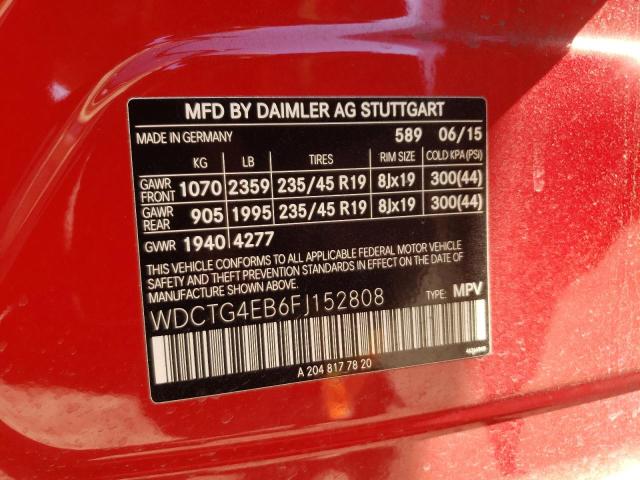 MFD BY DAIMLER AG STUTTGART
MADE IN GERMANY 589 06/15
KG LB TIRES RIM SIZE COLD KPA(PSI)
GAWR FRONT 1070 2359 235/45 R19 8Jx19 300(44)
GAWR REAR 905 1995 235/45 R19 8Jx19 300(44)
GVWR 1940 4277
THIS VEHICLE CONFORMS TO ALL APPLICABLE FEDERAL MOTOR VEHICLE
SAFETY AND THEFT PREVENTION STANDARDS IN EFFECT ON THE DATE OF
MANUFACTURE SHOWN ABOVE.
WDCTG4EB6FJ152808 TYPE: MPV
A 204 817 78 20